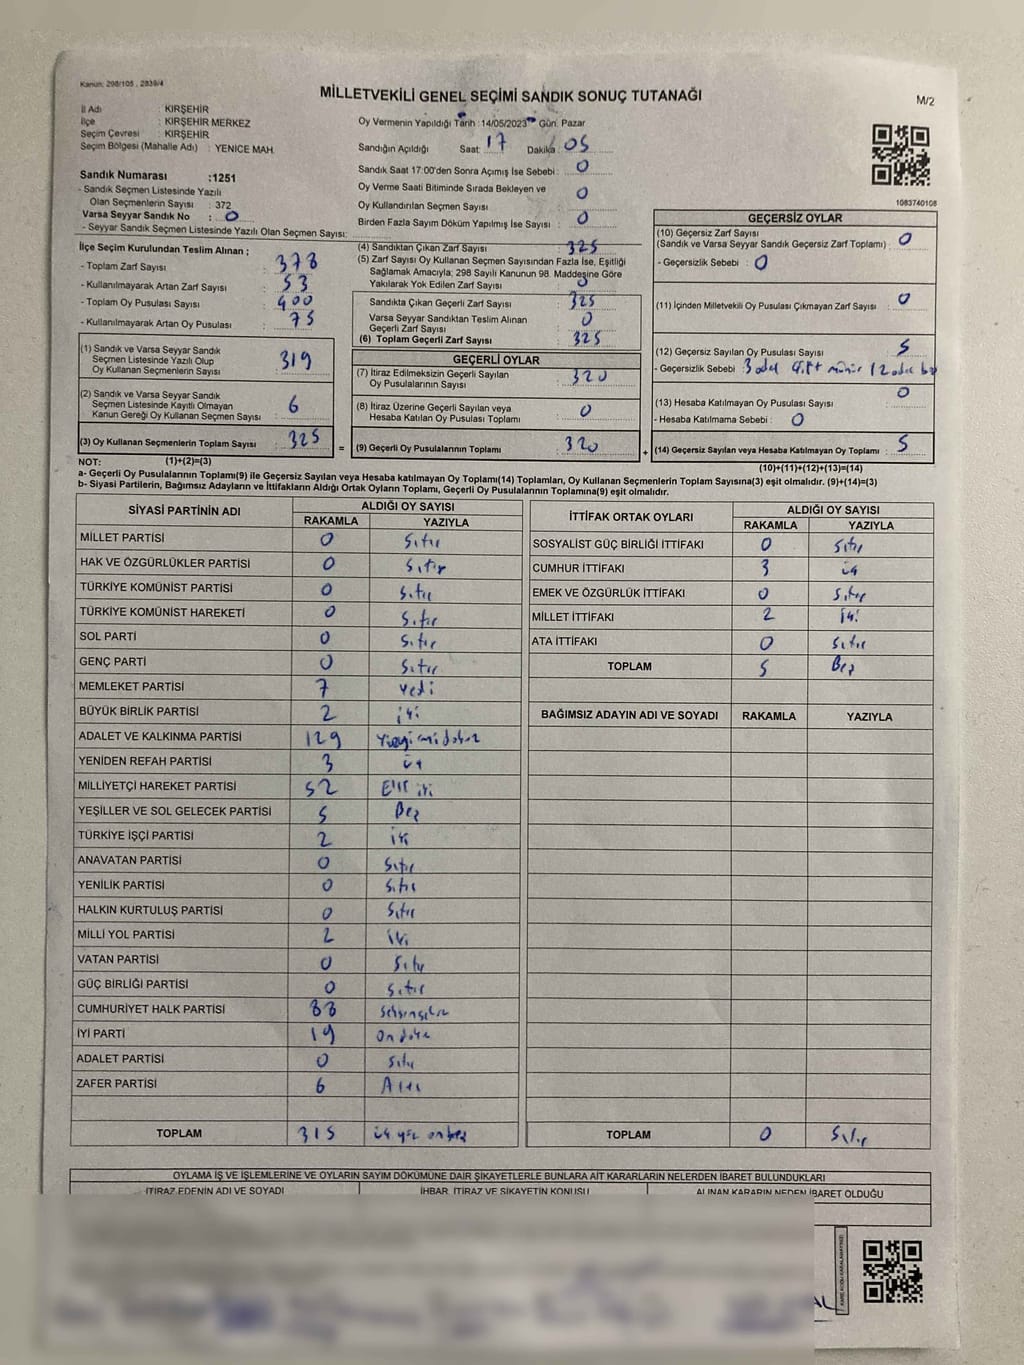 Kanun: 298/105 , 2839/4
MİLLETVEKİLİ GENEL SEÇİMİ SANDIK SONUÇ TUTANAĞI
M/2
İl Adı : KIRŞEHİR
İlçe : KIRŞEHİR MERKEZ
Seçim Çevresi : KIRŞEHİR
Seçim Bölgesi (Mahalle Adı) : YENICE MAH.
Oy Vermenin Yapıldığı Tarih :14/05/2023 Gün: Pazar
Sandığın Açıldığı Saat: 17 Dakika: 05
Sandık Saat 17:00'den Sonra Açımış İse Sebebi : 0
Oy Verme Saati Bitiminde Sırada Bekleyen ve
Oy Kullandırılan Seçmen Sayısı : 0
Birden Fazla Sayım Döküm Yapılmış İse Sayısı : 0
1083740108
Sandık Numarası :1251
- Sandık Seçmen Listesinde Yazılı
Olan Seçmenlerin Sayısı : 372
Varsa Seyyar Sandık No : 0
- Seyyar Sandık Seçmen Listesinde Yazılı Olan Seçmen Sayısı:
İlçe Seçim Kurulundan Teslim Alınan ;
- Toplam Zarf Sayısı : 378
- Kullanılmayarak Artan Zarf Sayısı : 53
- Toplam Oy Pusulası Sayısı : 400
- Kullanılmayarak Artan Oy Pusulası : 75
(1) Sandık ve Varsa Seyyar Sandık
Seçmen Listesinde Yazılı Olup
Oy Kullanan Seçmenlerin Sayısı : 319
(2) Sandık ve Varsa Seyyar Sandık
Seçmen Listesinde Kayıtlı Olmayan
Kanun Gereği Oy Kullanan Seçmen Sayısı : 6
(3) Oy Kullanan Seçmenlerin Toplam Sayısı : 325
(4) Sandıktan Çıkan Zarf Sayısı : 325
(5) Zarf Sayısı Oy Kullanan Seçmen Sayısından Fazla İse, Eşitliği
Sağlamak Amacıyla; 298 Sayılı Kanunun 98. Maddesine Göre
Yakılarak Yok Edilen Zarf Sayısı : 0
Sandıkta Çıkan Geçerli Zarf Sayısı : 325
Varsa Seyyar Sandıktan Teslim Alınan
Geçerli Zarf Sayısı : 0
(6) Toplam Geçerli Zarf Sayısı : 325
GEÇERLİ OYLAR
(7) İtiraz Edilmeksizin Geçerli Sayılan
Oy Pusulalarının Sayısı : 320
(8) İtiraz Üzerine Geçerli Sayılan veya
Hesaba Katılan Oy Pusulası Toplamı : 0
= (9) Geçerli Oy Pusulalarının Toplamı : 320
GEÇERSİZ OYLAR
(10) Geçersiz Zarf Sayısı
(Sandık ve Varsa Seyyar Sandık Geçersiz Zarf Toplamı) : 0
- Geçersizlik Sebebi : 0
(11) İçinden Milletvekili Oy Pusulası Çıkmayan Zarf Sayısı : 0
(12) Geçersiz Sayılan Oy Pusulası Sayısı : 5
- Geçersizlik Sebebi : 3 adet çift mühür / 2 adet
(13) Hesaba Katılmayan Oy Pusulası Sayısı : 0
- Hesaba Katılmama Sebebi : 0
+ (14) Geçersiz Sayılan veya Hesaba Katılmayan Oy Toplamı : 5
NOT: (1)+(2)=(3)
(10)+(11)+(12)+(13)=(14)
a- Geçerli Oy Pusulalarının Toplamı(9) ile Geçersiz Sayılan veya Hesaba katılmayan Oy Toplamı(14) Toplamları, Oy Kullanan Seçmenlerin Toplam Sayısına(3) eşit olmalıdır. (9)+(14)=(3)
b- Siyasi Partilerin, Bağımsız Adayların ve İttifakların Aldığı Ortak Oyların Toplamı, Geçerli Oy Pusulalarının Toplamına(9) eşit olmalıdır.
SİYASİ PARTİNİN ADI ALDIĞI OY SAYISI
RAKAMLA YAZIYLA
MİLLET PARTİSİ 0 Sıfır
HAK VE ÖZGÜRLÜKLER PARTİSİ 0 Sıfır
TÜRKİYE KOMÜNİST PARTİSİ 0 Sıfır
TÜRKİYE KOMÜNİST HAREKETİ 0 Sıfır
SOL PARTİ 0 Sıfır
GENÇ PARTİ 0 Sıfır
MEMLEKET PARTİSİ 7 yedi
BÜYÜK BİRLİK PARTİSİ 2 iki
ADALET VE KALKINMA PARTİSİ 129 Yüzyirmidokuz
YENİDEN REFAH PARTİSİ 3 üç
MİLLİYETÇİ HAREKET PARTİSİ 52 Elli iki
YEŞİLLER VE SOL GELECEK PARTİSİ 5 Beş
TÜRKİYE İŞÇİ PARTİSİ 2 iki
ANAVATAN PARTİSİ 0 Sıfır
YENİLİK PARTİSİ 0 Sıfır
HALKIN KURTULUŞ PARTİSİ 0 Sıfır
MİLLİ YOL PARTİSİ 2 iki
VATAN PARTİSİ 0 Sıfır
GÜÇ BİRLİĞİ PARTİSİ 0 Sıfır
CUMHURİYET HALK PARTİSİ 88 Seksensekiz
İYİ PARTİ 19 On dokuz
ADALET PARTİSİ 0 Sıfır
ZAFER PARTİSİ 6 Altı
TOPLAM 315 üç yüz onbeş
İTTİFAK ORTAK OYLARI ALDIĞI OY SAYISI
RAKAMLA YAZIYLA
SOSYALIST GÜÇ BİRLİĞİ İTTİFAKI 0 Sıfır
CUMHUR İTTİFAKI 3 üç
EMEK VE ÖZGÜRLÜK İTTİFAKI 0 Sıfır
MİLLET İTTİFAKI 2 iki
ATA İTTİFAKI 0 Sıfır
TOPLAM 5 Beş
BAĞIMSIZ ADAYIN ADI VE SOYADI RAKAMLA YAZIYLA
TOPLAM 0 Sıfır
OYLAMA İŞ VE İŞLEMLERİNE VE OYLARIN SAYIM DÖKÜMÜNE DAİR ŞİKAYETLERLE BUNLARA AİT KARARLARIN NELERDEN İBARET BULUNDUKLARI
İTİRAZ EDENİN ADI VE SOYADI İHBAR, İTİRAZ VE ŞİKAYETİN KONUSU ALINAN KARARIN NEDEN İBARET OLDUĞU